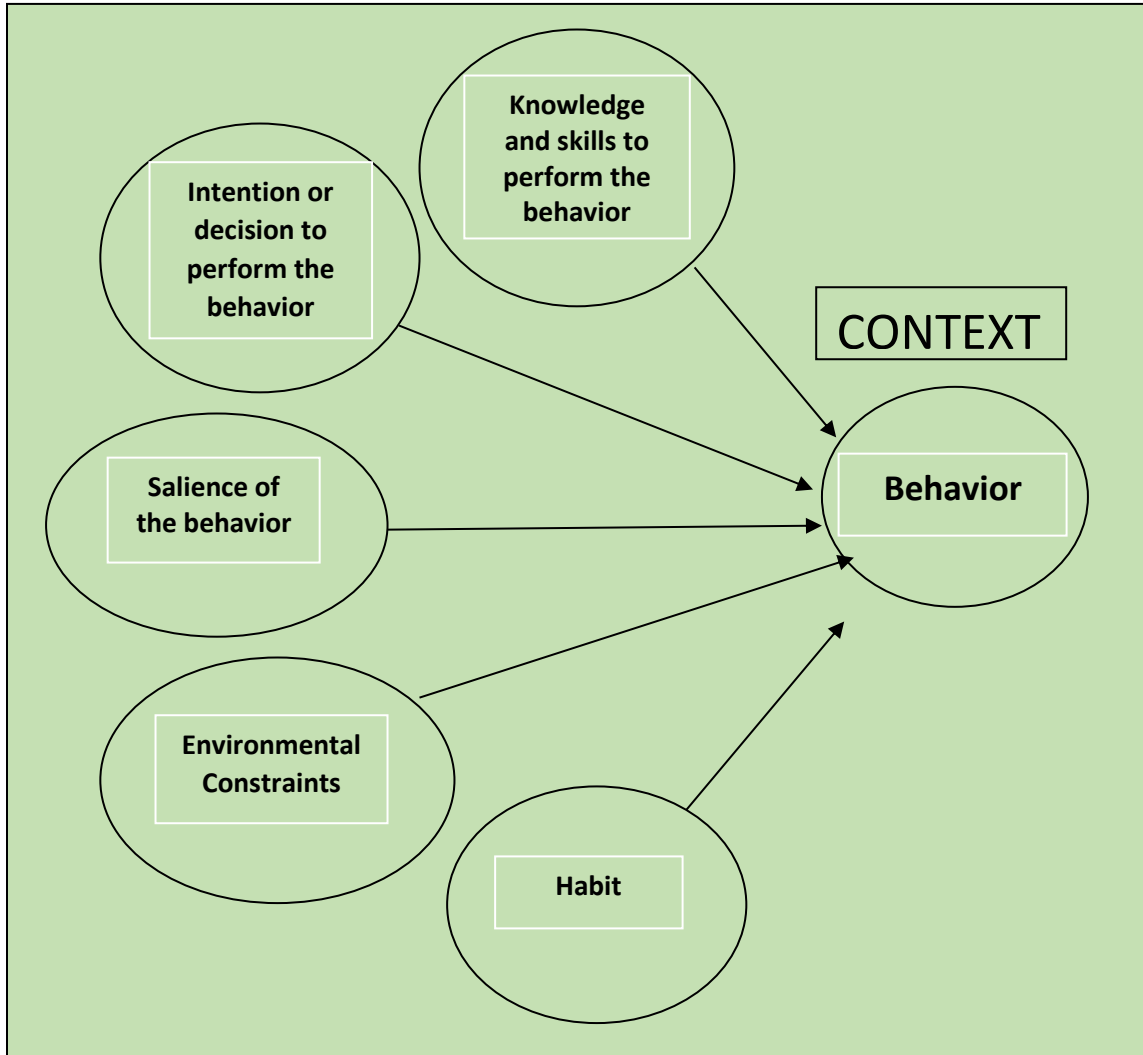 Knowledge
and skills to
perform the
behavior
Intention or
decision to
perform the
behavior
CONTEXT
Behavior
Salience of
the behavior
Environmental
Constraints
Habit